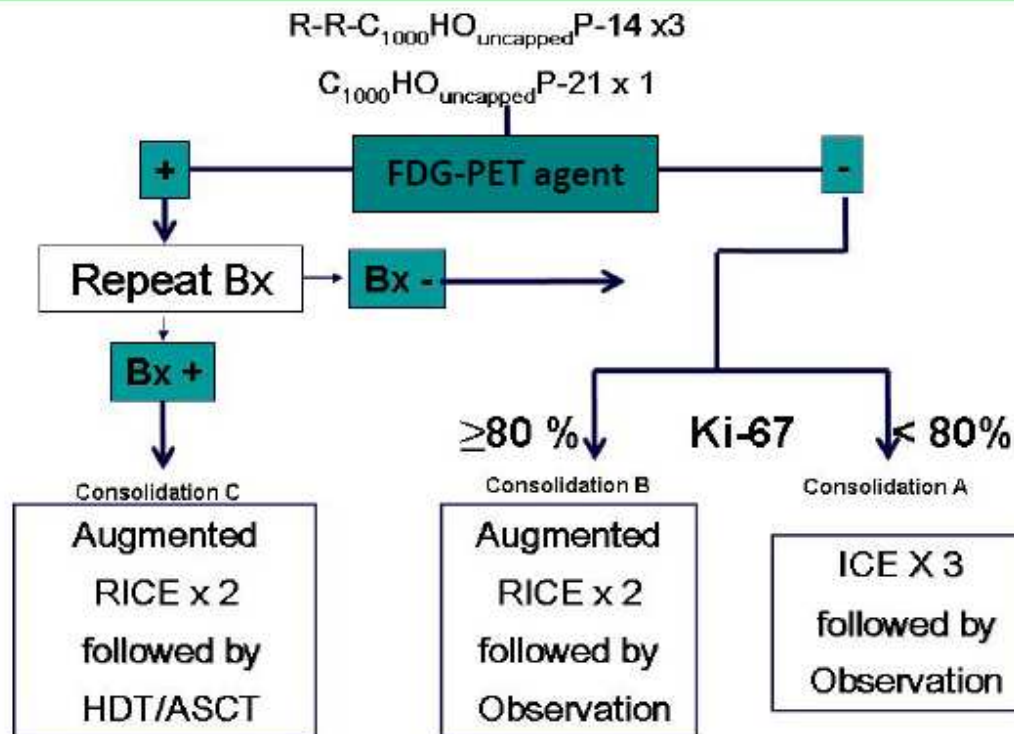 R-R-C1000HOuncappedP-14 x3
C1000HOuncappedP-21 x 1
+
FDG-PET agent
-
Repeat Bx
Bx -
Bx +
≥80 %
Ki-67
< 80%
Consolidation C
Augmented
RICE x 2
followed by
HDT/ASCT
Consolidation B
Augmented
RICE x 2
followed by
Observation
Consolidation A
ICE X 3
followed by
Observation